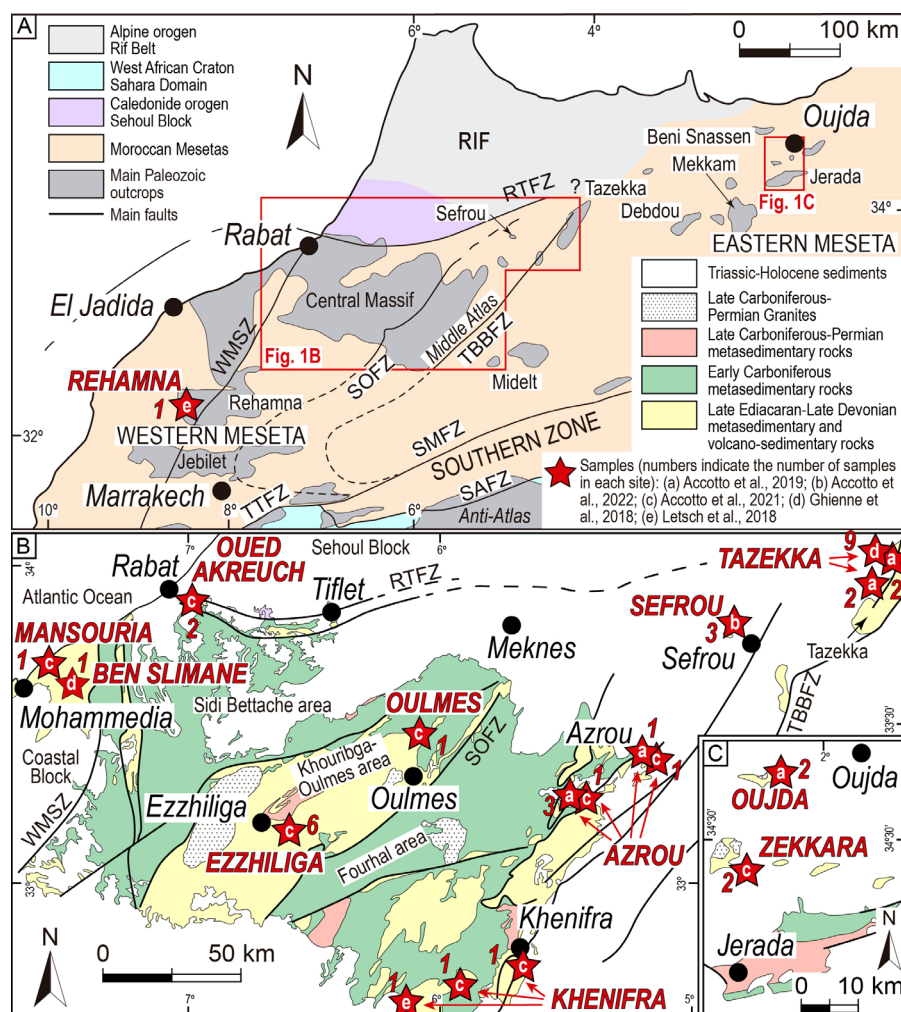 A
Alpine orogen
Rif Belt
West African Craton
Sahara Domain
Caledonide orogen
Sehoul Block
Moroccan Mesetas
Main Paleozoic
outcrops
Main faults
6°
4°
0
100 km
N
RIF
Oujda
Beni Snassen
Mekkam
Jerada
Fig. 1C
RTFZ
?
Tazekka
Sefrou
Debdou
34°
EASTERN MESETA
Rabat
El Jadida
Central Massif
WMSZ
Middle Atlas
SOFZ
TBBFZ
Fig. 1B
Midelt
REHAMNA
1
e
Rehamna
32°
WESTERN MESETA
Jebilet
SMFZ
SOUTHERN ZONE
Marrakech
TTFZ
SAFZ
Anti-Atlas
10°
8°
6°
Triassic-Holocene sediments
Late Carboniferous-
Permian Granites
Late Carboniferous-Permian
metasedimentary rocks
Early Carboniferous
metasedimentary rocks
Late Ediacaran-Late Devonian
metasedimentary and
volcano-sedimentary rocks
Samples (numbers indicate the number of samples
in each site): (a) Accotto et al., 2019; (b) Accotto
et al., 2022; (c) Accotto et al., 2021; (d) Ghienne
et al., 2018; (e) Letsch et al., 2018
B
7°
6°
34°
Rabat
OUED
AKREUCH
c
2
Sehoul Block
Tiflet
RTFZ
Atlantic Ocean
TAZEKKA
9
d
a
2
a
2
MANSOURIA
1
c
1
d
BEN SLIMANE
Mohammedia
Sidi Bettache area
Meknes
SEFROU
3
b
Sefrou
Tazekka
TBBFZ
33°30
Coastal
Block
WMSZ
OULMES
c
1
SOFZ
Khouribga-
Oulmes area
Oulmes
Azrou
1
a
c
1
1
3
a
c
AZROU
Ezzhiliga
c
6
EZZHILIGA
Fourhal area
33°
33°
Khenifra
1
c
1
c
1
e
KHENIFRA
N
0
50 km
7°
6°
5°
C
2°
Oujda
a
2
OUJDA
34°30
34°30
ZEKKARA
c
2
Jerada
N
0
10 km